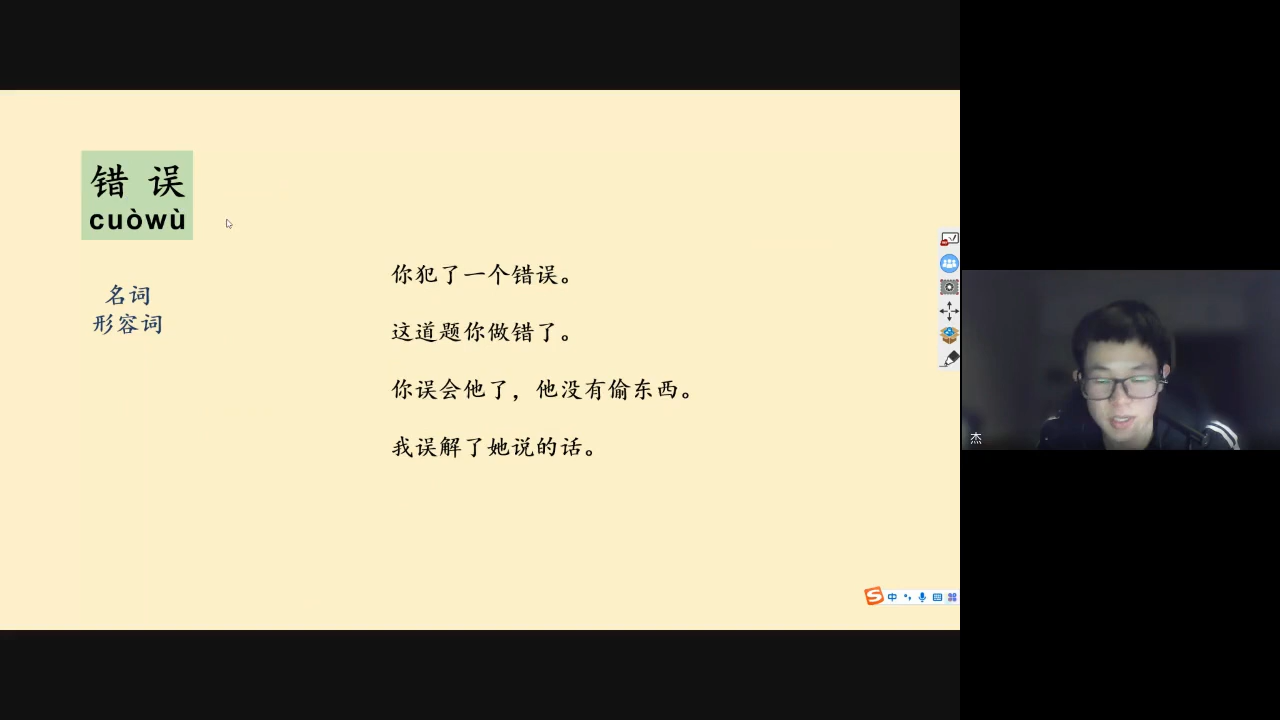 错误
cuòwù
名词
形容词
你犯了一个错误。
这道题你做错了。
你误会他了，他没有偷东西。
我误解了她说的话。
中
杰